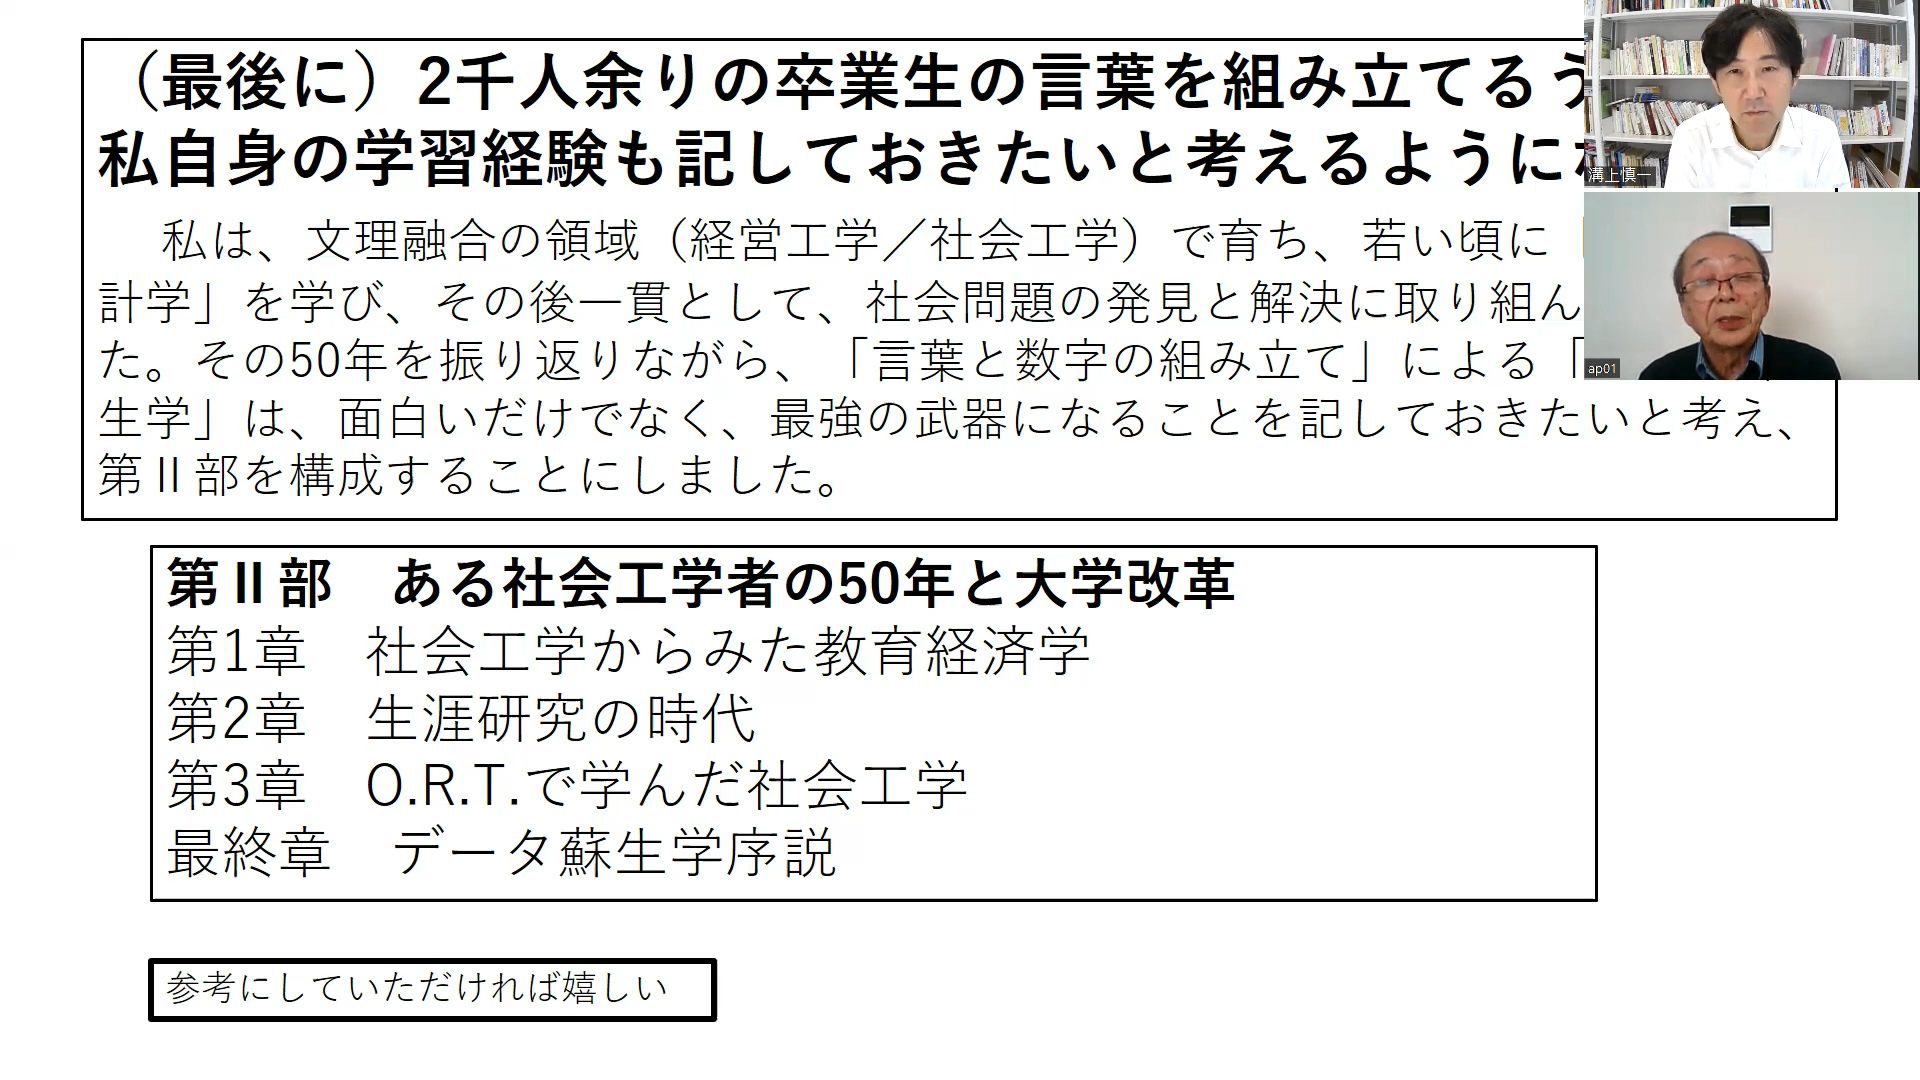 （最後に）2千人余りの卒業生の言葉を組み立てるう
私自身の学習経験も記しておきたいと考えるように
私は、文理融合の領域（経営工学／社会工学）で育ち、若い頃に
計学」を学び、その後一貫として、社会問題の発見と解決に取り組ん
た。その50年を振り返りながら、「言葉と数字の組み立て」による「
生学」は、面白いだけでなく、最強の武器になることを記しておきたいと考え、
第Ⅱ部を構成することにしました。
第Ⅱ部　ある社会工学者の50年と大学改革
第1章　社会工学からみた教育経済学
第2章　生涯研究の時代
第3章　O.R.T.で学んだ社会工学
最終章　データ蘇生学序説
参考にしていただければ嬉しい
溝上慎一
ap01